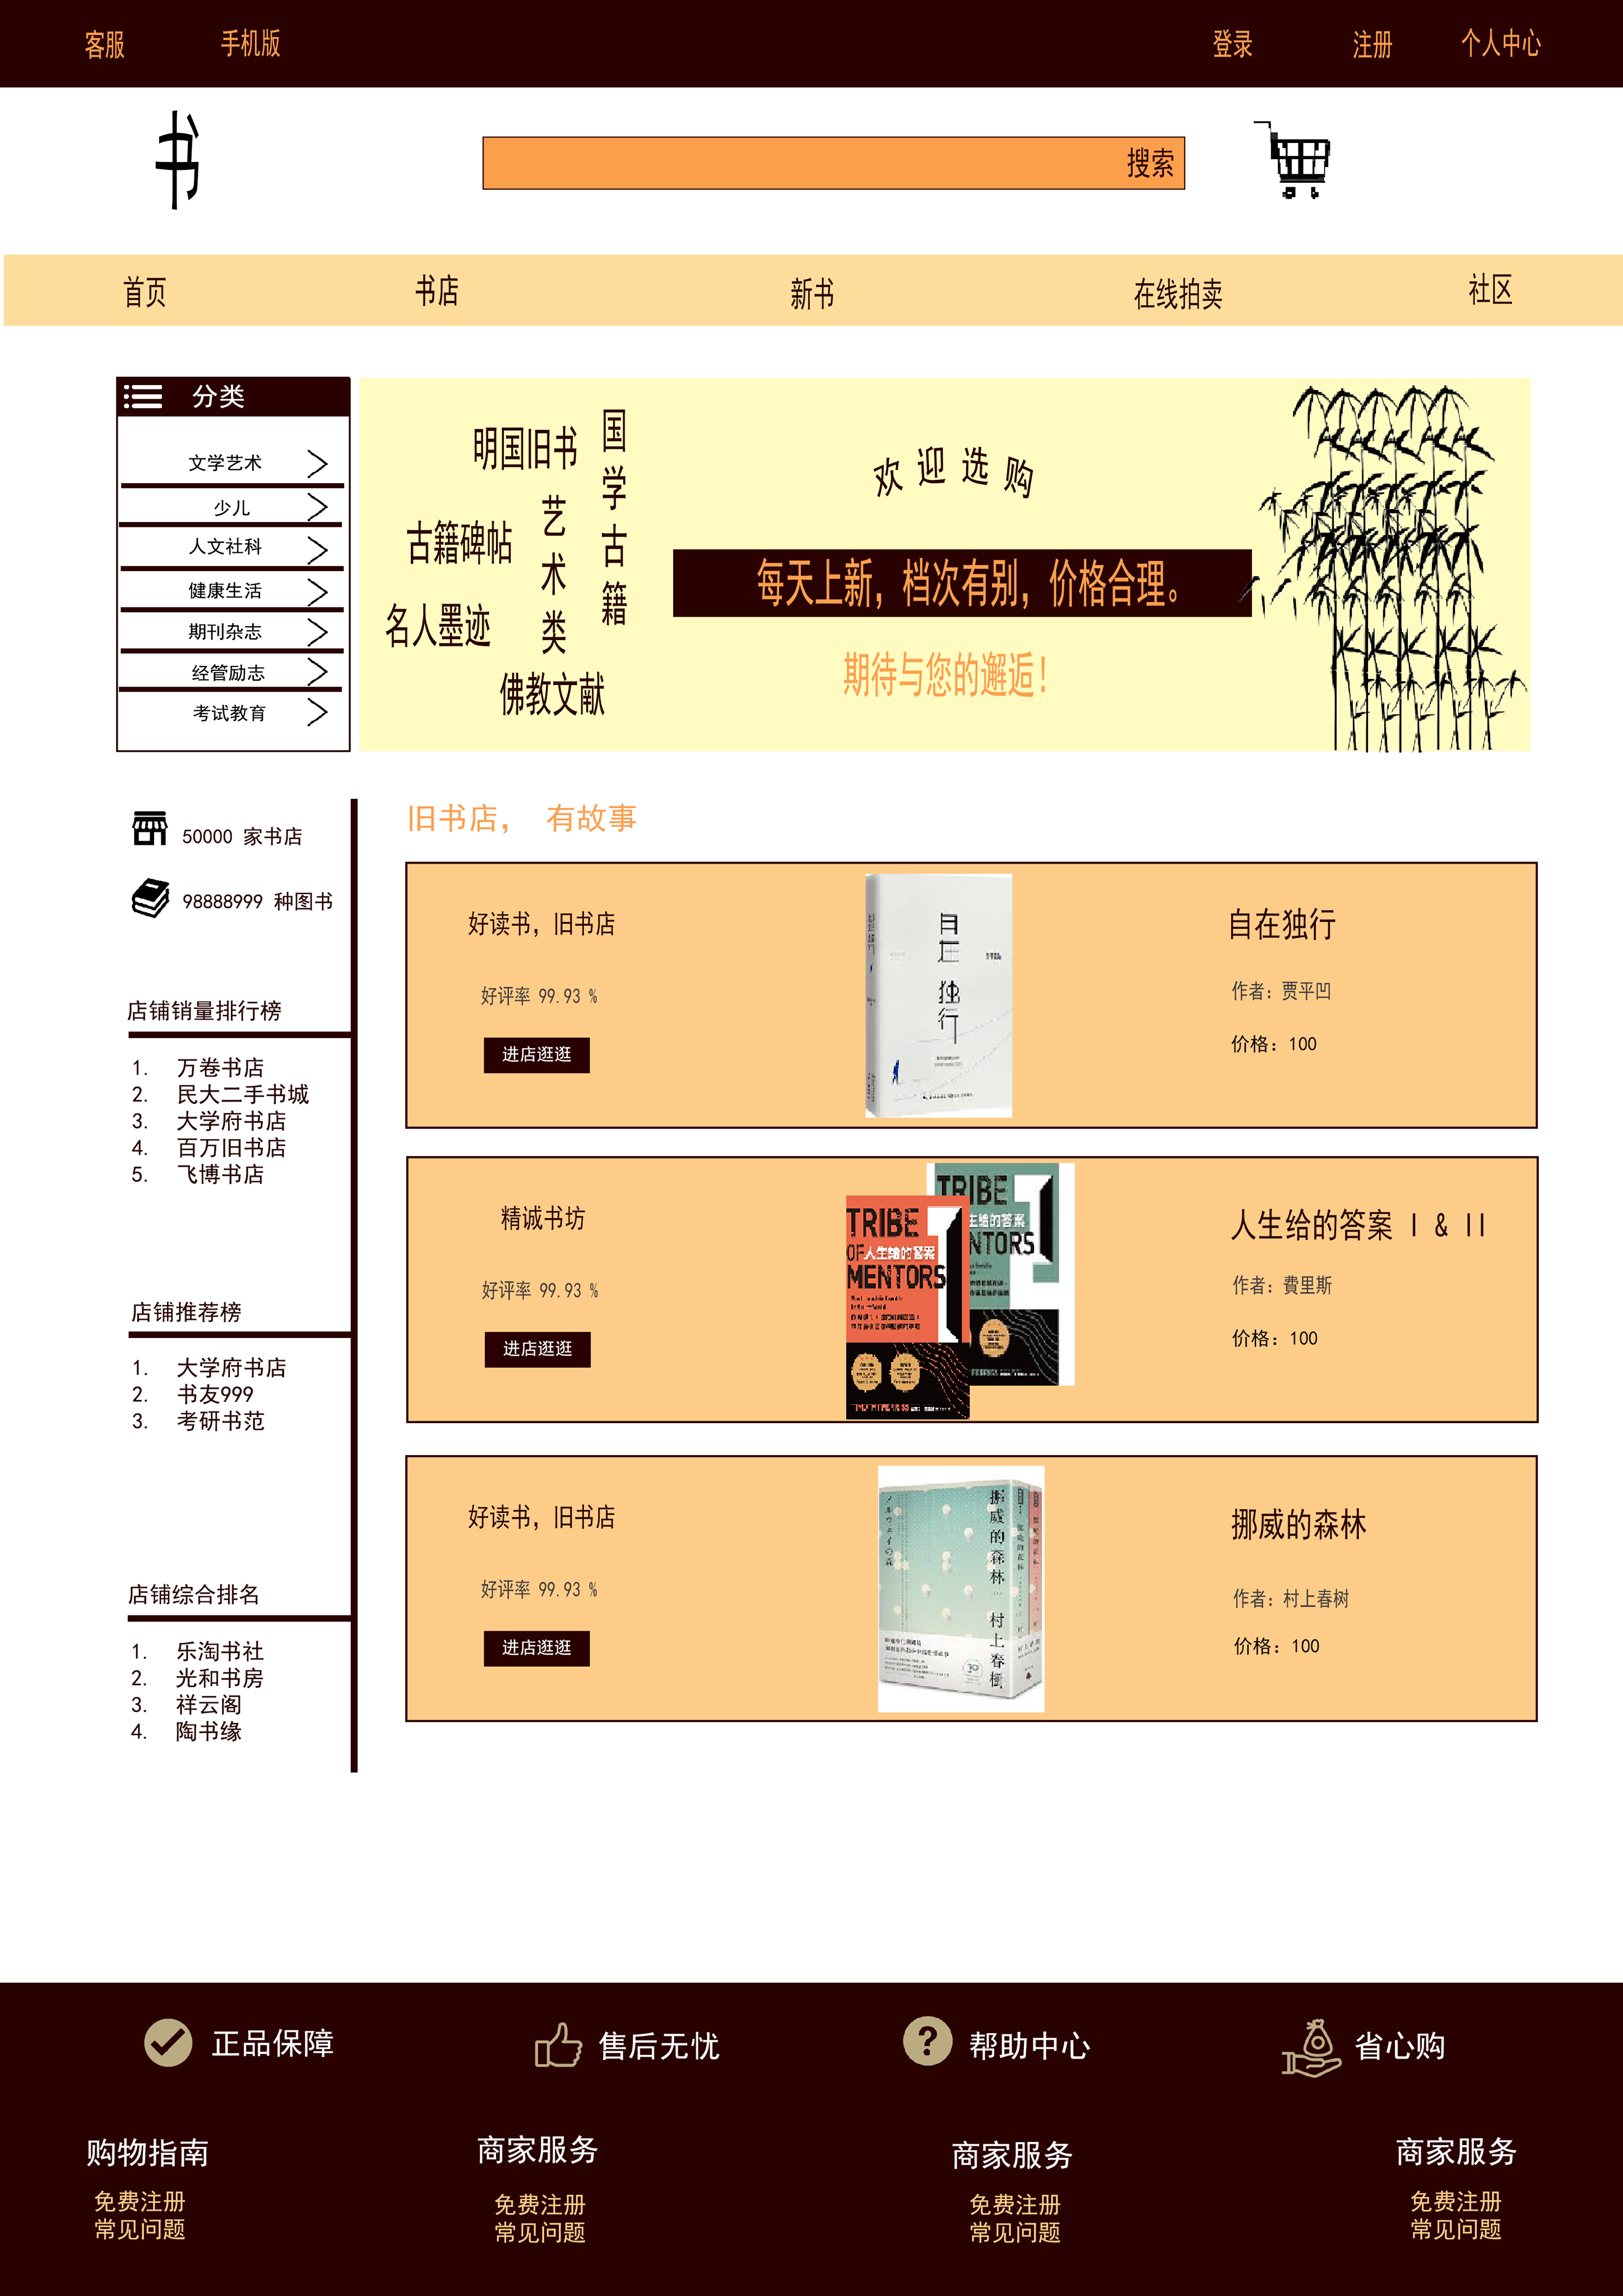 客服
手机版
登录
注册
个人中心
书
搜索
首页
书店
新书
在线拍卖
社区
分类
文学艺术
少儿
人文社科
健康生活
期刊杂志
经管励志
考试教育
明国旧书
国学古籍
艺术类
古籍碑帖
名人墨迹
佛教文献
欢迎选购
每天上新，档次有别，价格合理。
期待与您的邂逅！
50000 家书店
98888999 种图书
店铺销量排行榜
1. 万卷书店
2. 民大二手书城
3. 大学府书店
4. 百万旧书店
5. 飞博书店
店铺推荐榜
1. 大学府书店
2. 书友999
3. 考研书范
店铺综合排名
1. 乐淘书社
2. 光和书房
3. 祥云阁
4. 陶书缘
旧书店， 有故事
好读书，旧书店
好评率 99.93 %
进店逛逛
自在独行
自在独行
作者：贾平凹
价格：100
精诚书坊
好评率 99.93 %
进店逛逛
TRIBE
OF 人生给的答案
MENTORS
TRIBE
生给的答案
NTORS
人生给的答案 I & II
作者：費里斯
价格：100
好读书，旧书店
好评率 99.93 %
进店逛逛
挪威的森林
村上春樹
挪威的森林
作者：村上春树
价格：100
正品保障
售后无忧
帮助中心
省心购
购物指南
免费注册
常见问题
商家服务
免费注册
常见问题
商家服务
免费注册
常见问题
商家服务
免费注册
常见问题